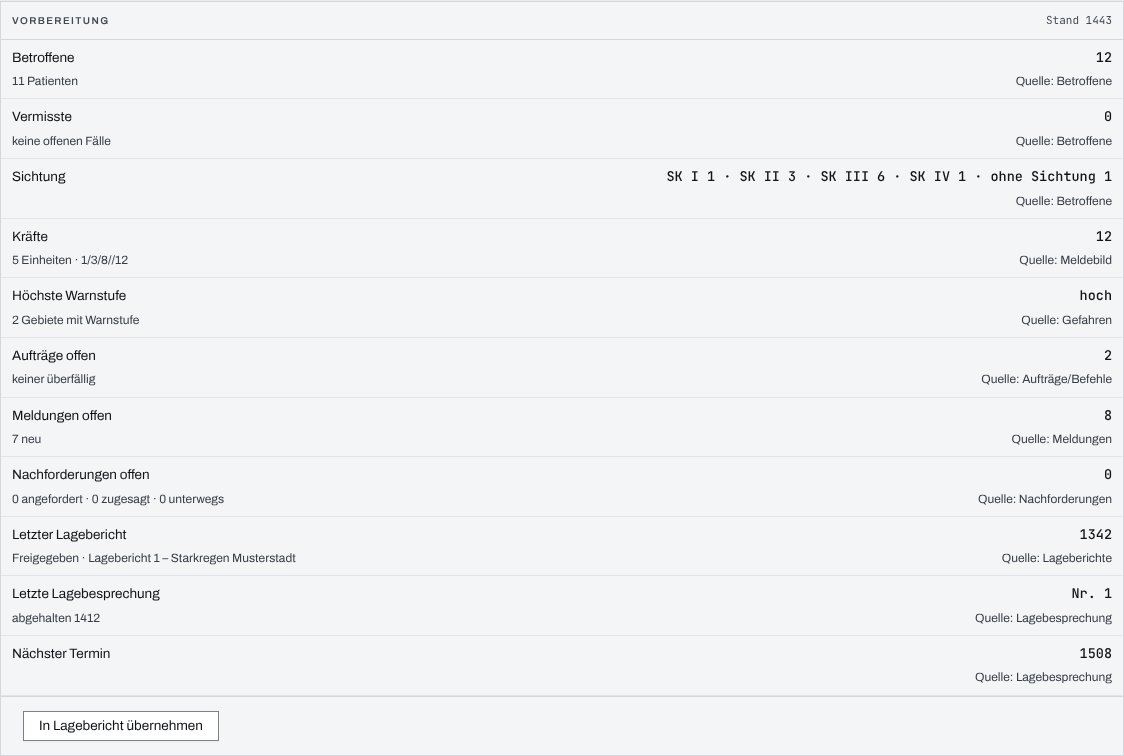 VORBEREITUNG Stand 1443
Betroffene 12
11 Patienten Quelle: Betroffene
Vermisste 0
keine offenen Fälle Quelle: Betroffene
Sichtung SK I 1 · SK II 3 · SK III 6 · SK IV 1 · ohne Sichtung 1
Quelle: Betroffene
Kräfte 12
5 Einheiten · 1/3/8//12 Quelle: Meldebild
Höchste Warnstufe hoch
2 Gebiete mit Warnstufe Quelle: Gefahren
Aufträge offen 2
keiner überfällig Quelle: Aufträge/Befehle
Meldungen offen 8
7 neu Quelle: Meldungen
Nachforderungen offen 0
0 angefordert · 0 zugesagt · 0 unterwegs Quelle: Nachforderungen
Letzter Lagebericht 1342
Freigegeben · Lagebericht 1 – Starkregen Musterstadt Quelle: Lageberichte
Letzte Lagebesprechung Nr. 1
abgehalten 1412 Quelle: Lagebesprechung
Nächster Termin 1508
Quelle: Lagebesprechung
In Lagebericht übernehmen